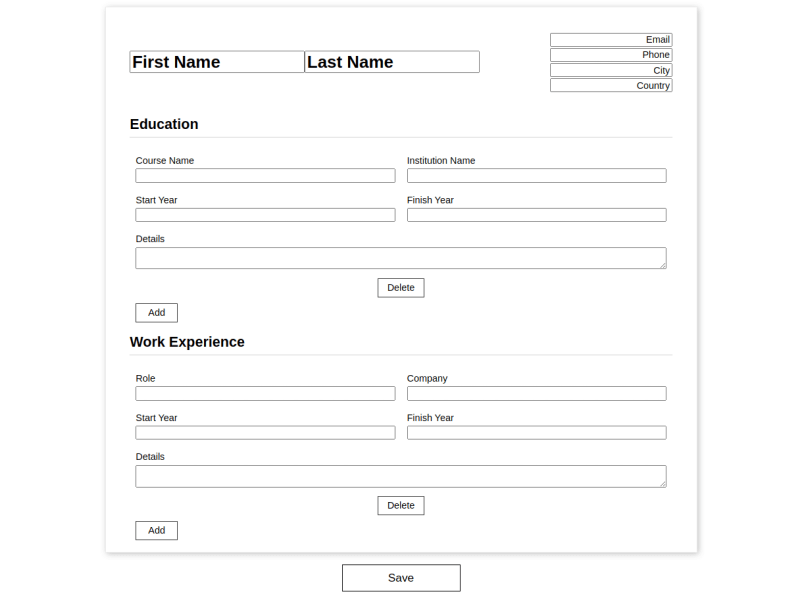 First Name Last Name
Email
Phone
City
Country
Education
Course Name Institution Name
Start Year Finish Year
Details
Delete
Add
Work Experience
Role Company
Start Year Finish Year
Details
Delete
Add
Save